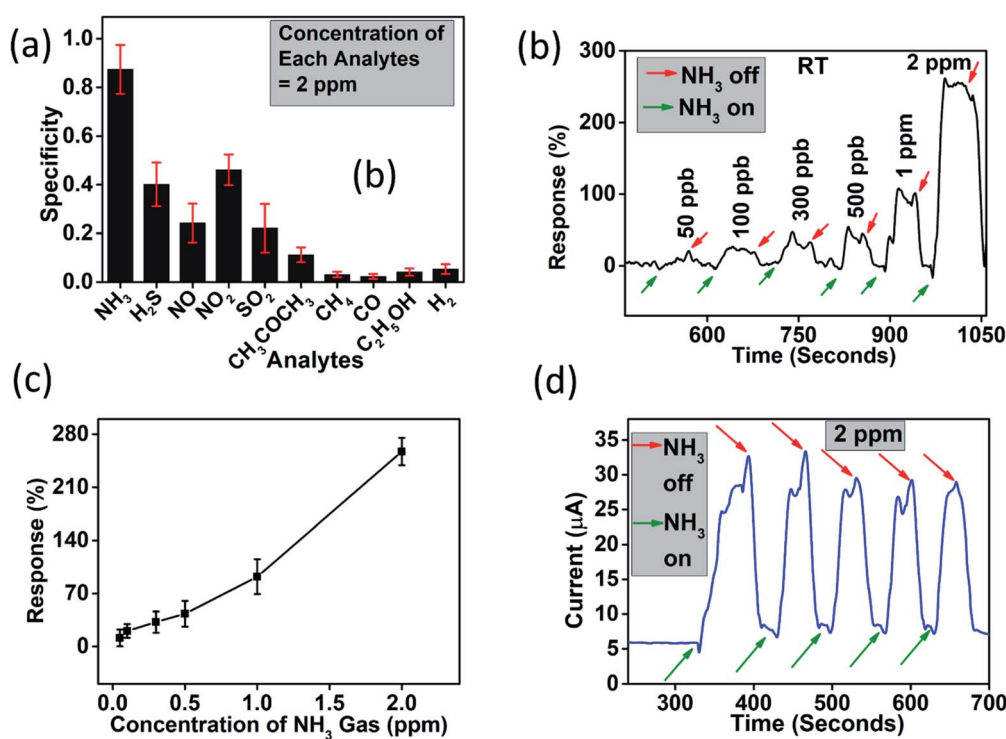 (a)
Concentration of
Each Analytes
= 2 ppm
(b)
Specificity
1.0
0.8
0.6
0.4
0.2
0.0
NH3
H2S
NO
NO2
SO2
CH3COCH3
CH4
CO
C2H5OH
H2
Analytes
(b)
NH3 off
NH3 on
RT
50 ppb
100 ppb
300 ppb
500 ppb
1 ppm
2 ppm
Response (%)
300
200
100
0
600
750
900
1050
Time (Seconds)
(c)
Response (%)
280
210
140
70
0
0.0
0.5
1.0
1.5
2.0
Concentration of NH3 Gas (ppm)
(d)
NH3
off
NH3
on
2 ppm
Current (µA)
35
30
25
20
15
10
5
0
300
400
500
600
700
Time (Seconds)